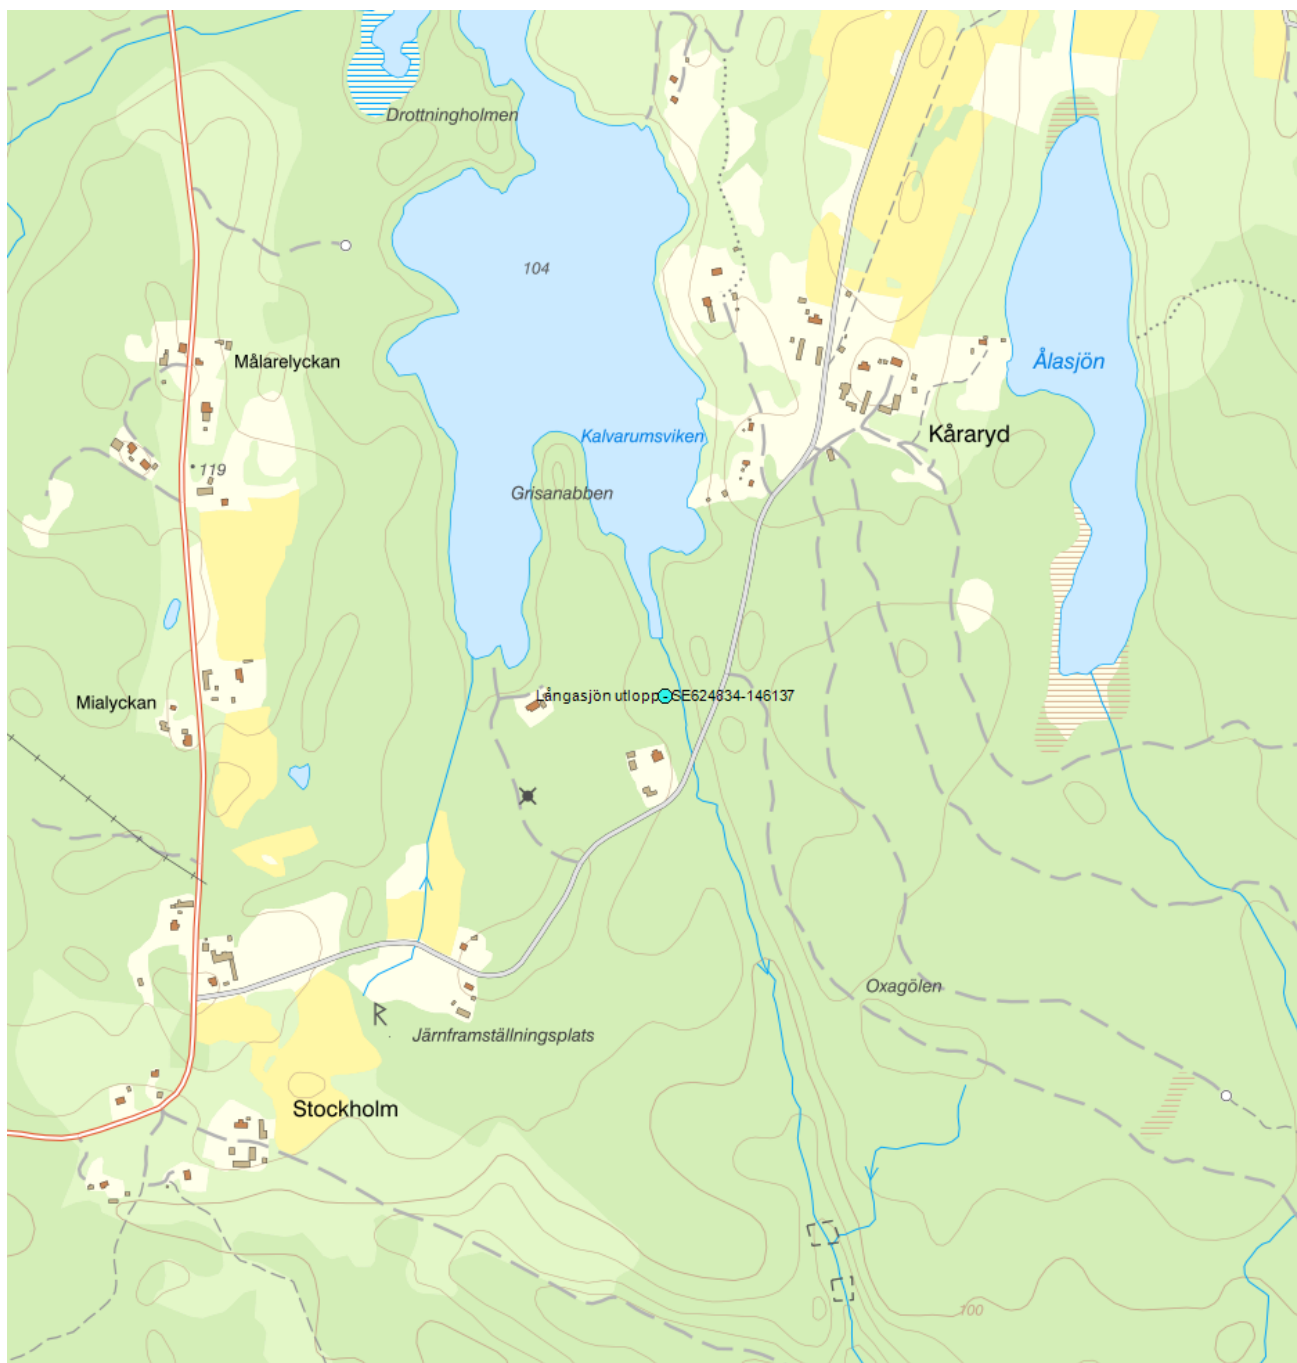 Drottningholmen
104
Målarelyckan
Ålasjön
Kåraryd
Kalvarumsviken
119
Grisanabben
Långasjön utlopp-SE624834-146137
Mialyckan
Oxagölen
Järnframställningsplats
Stockholm
100